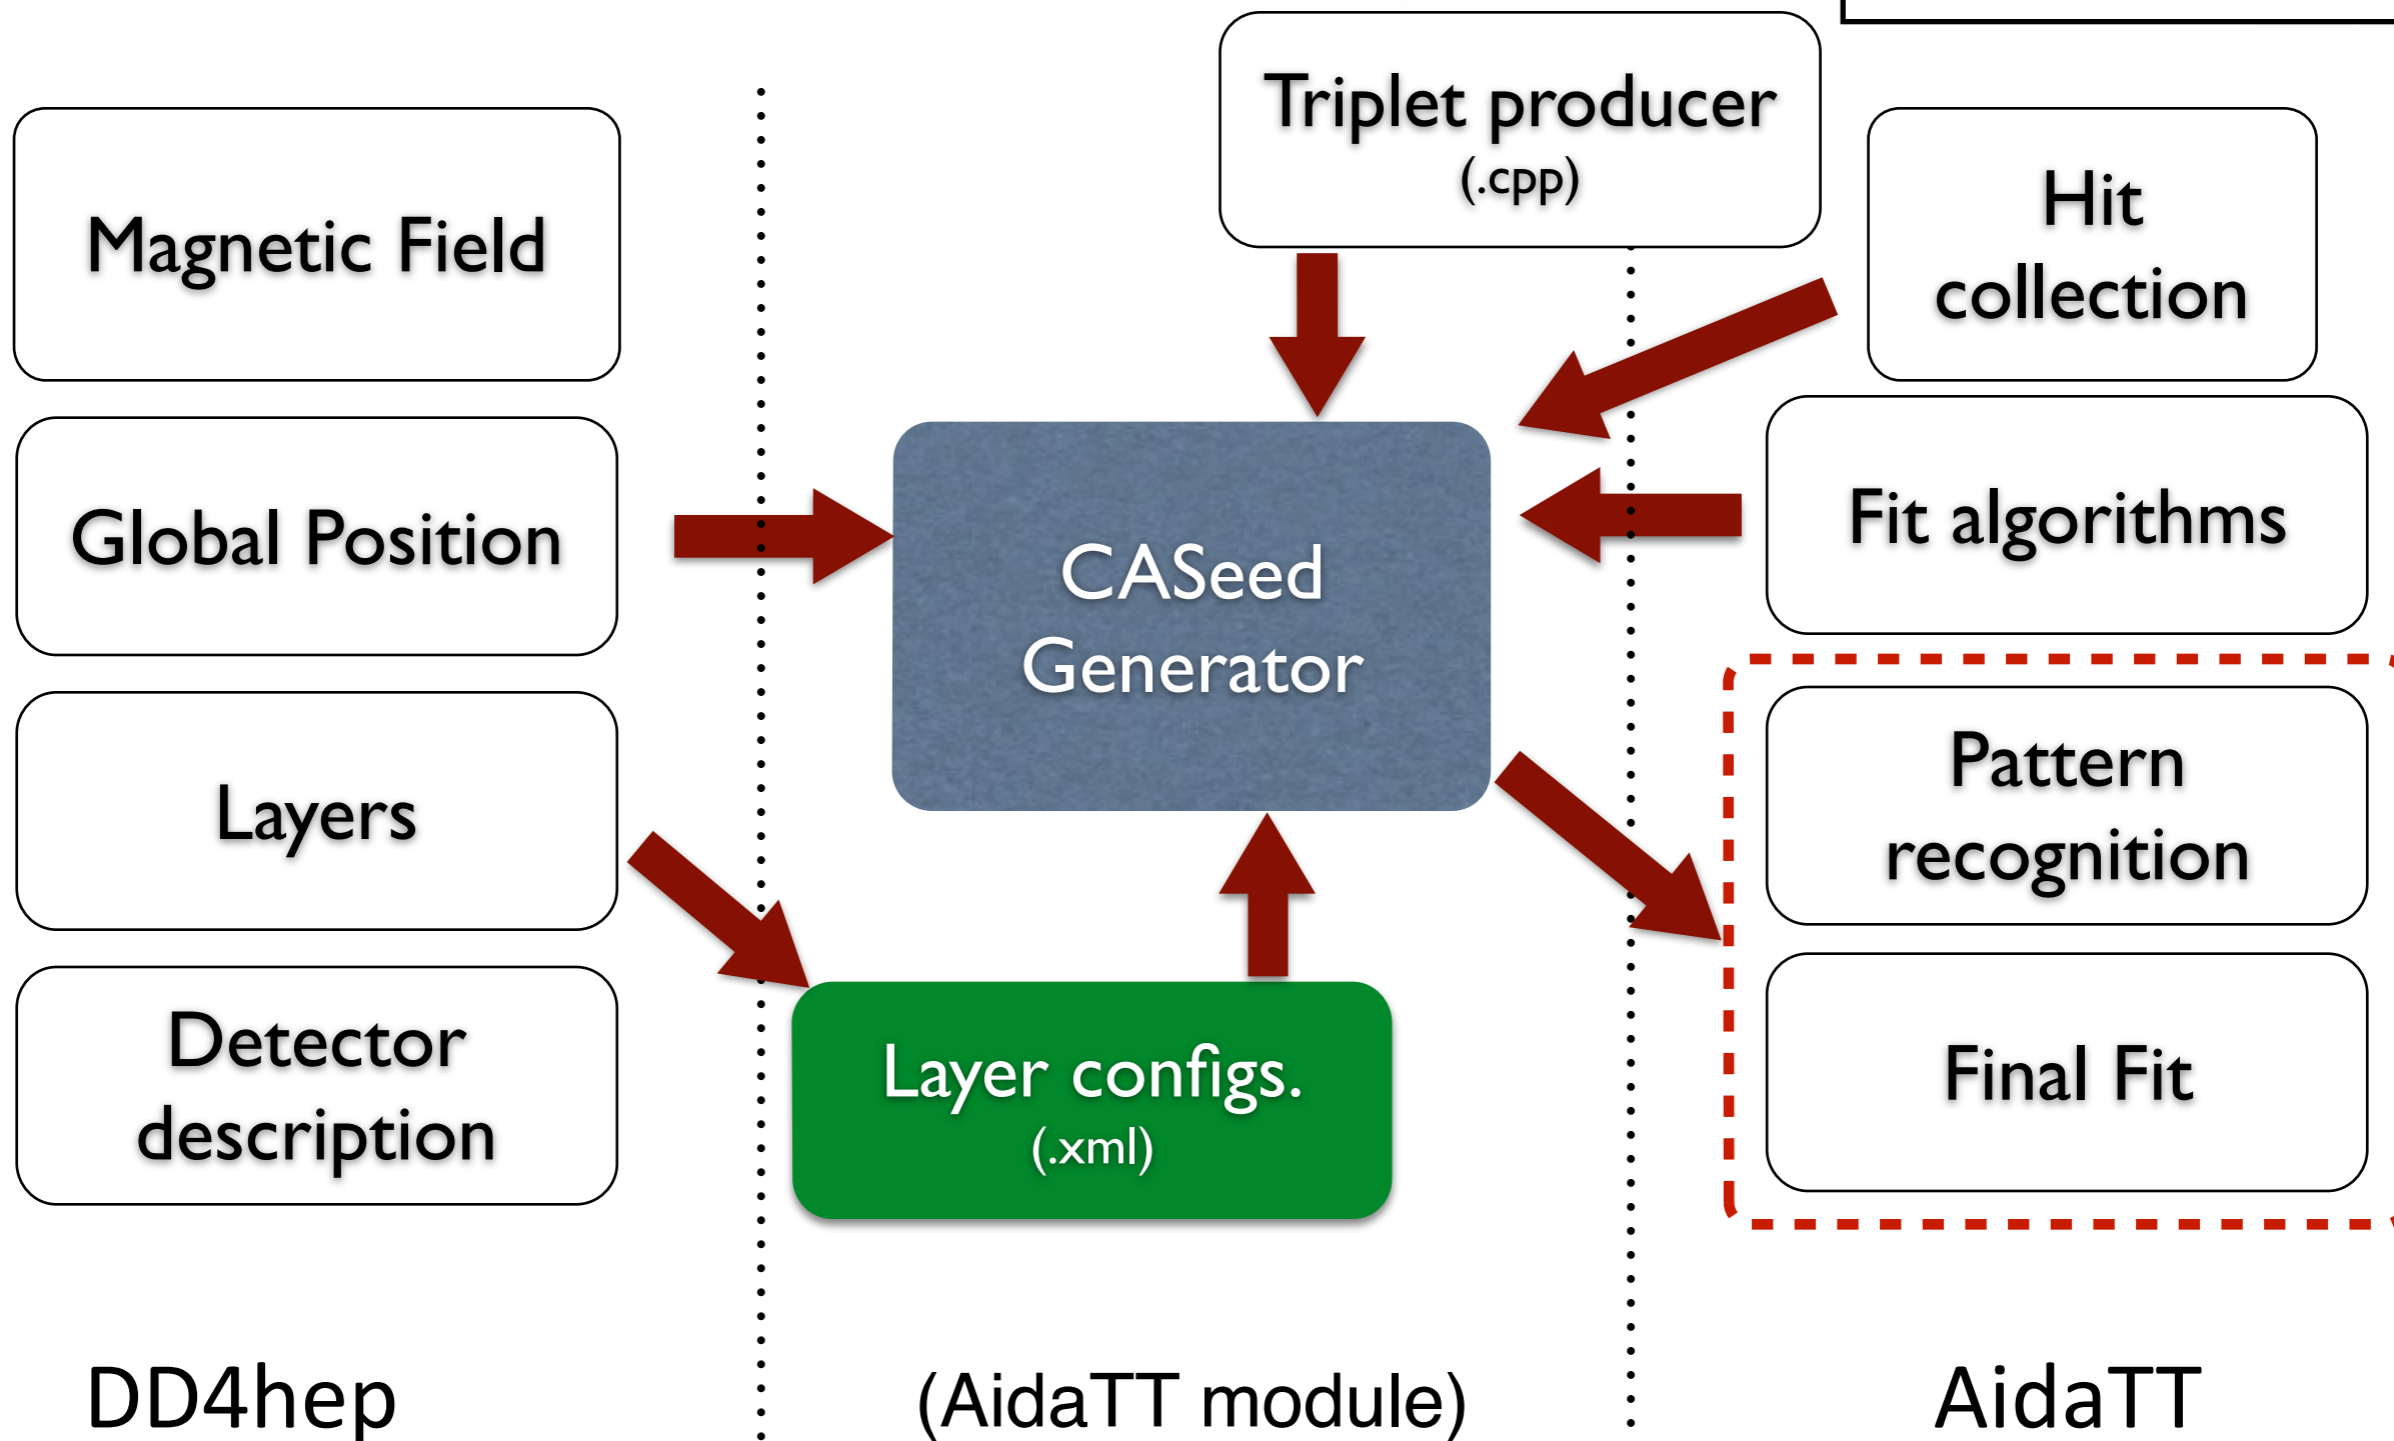 Magnetic Field
Global Position
Layers
Detector
description
DD4hep
Triplet producer
(.cpp)
CASeed
Generator
Layer configs.
(.xml)
(AidaTT module)
Hit
collection
Fit algorithms
Pattern
recognition
Final Fit
AidaTT